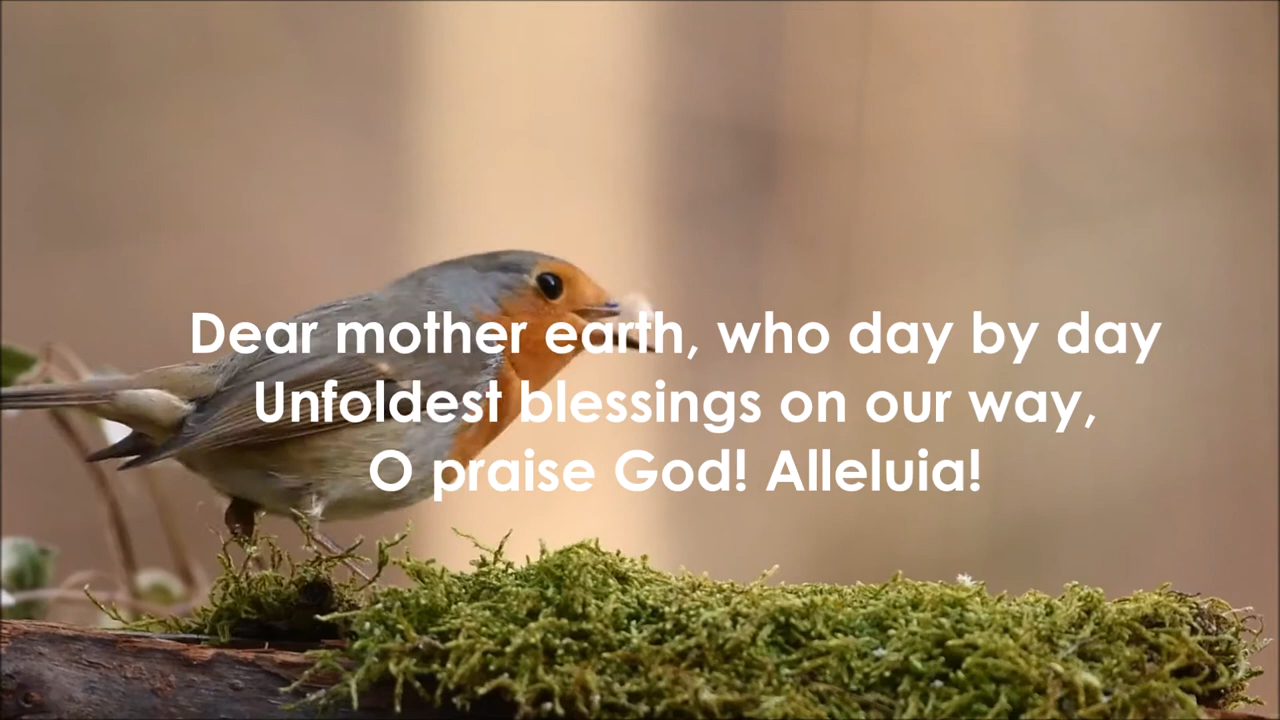 Dear mother earth, who day by day
Unfoldest blessings on our way,
O praise God! Alleluia!